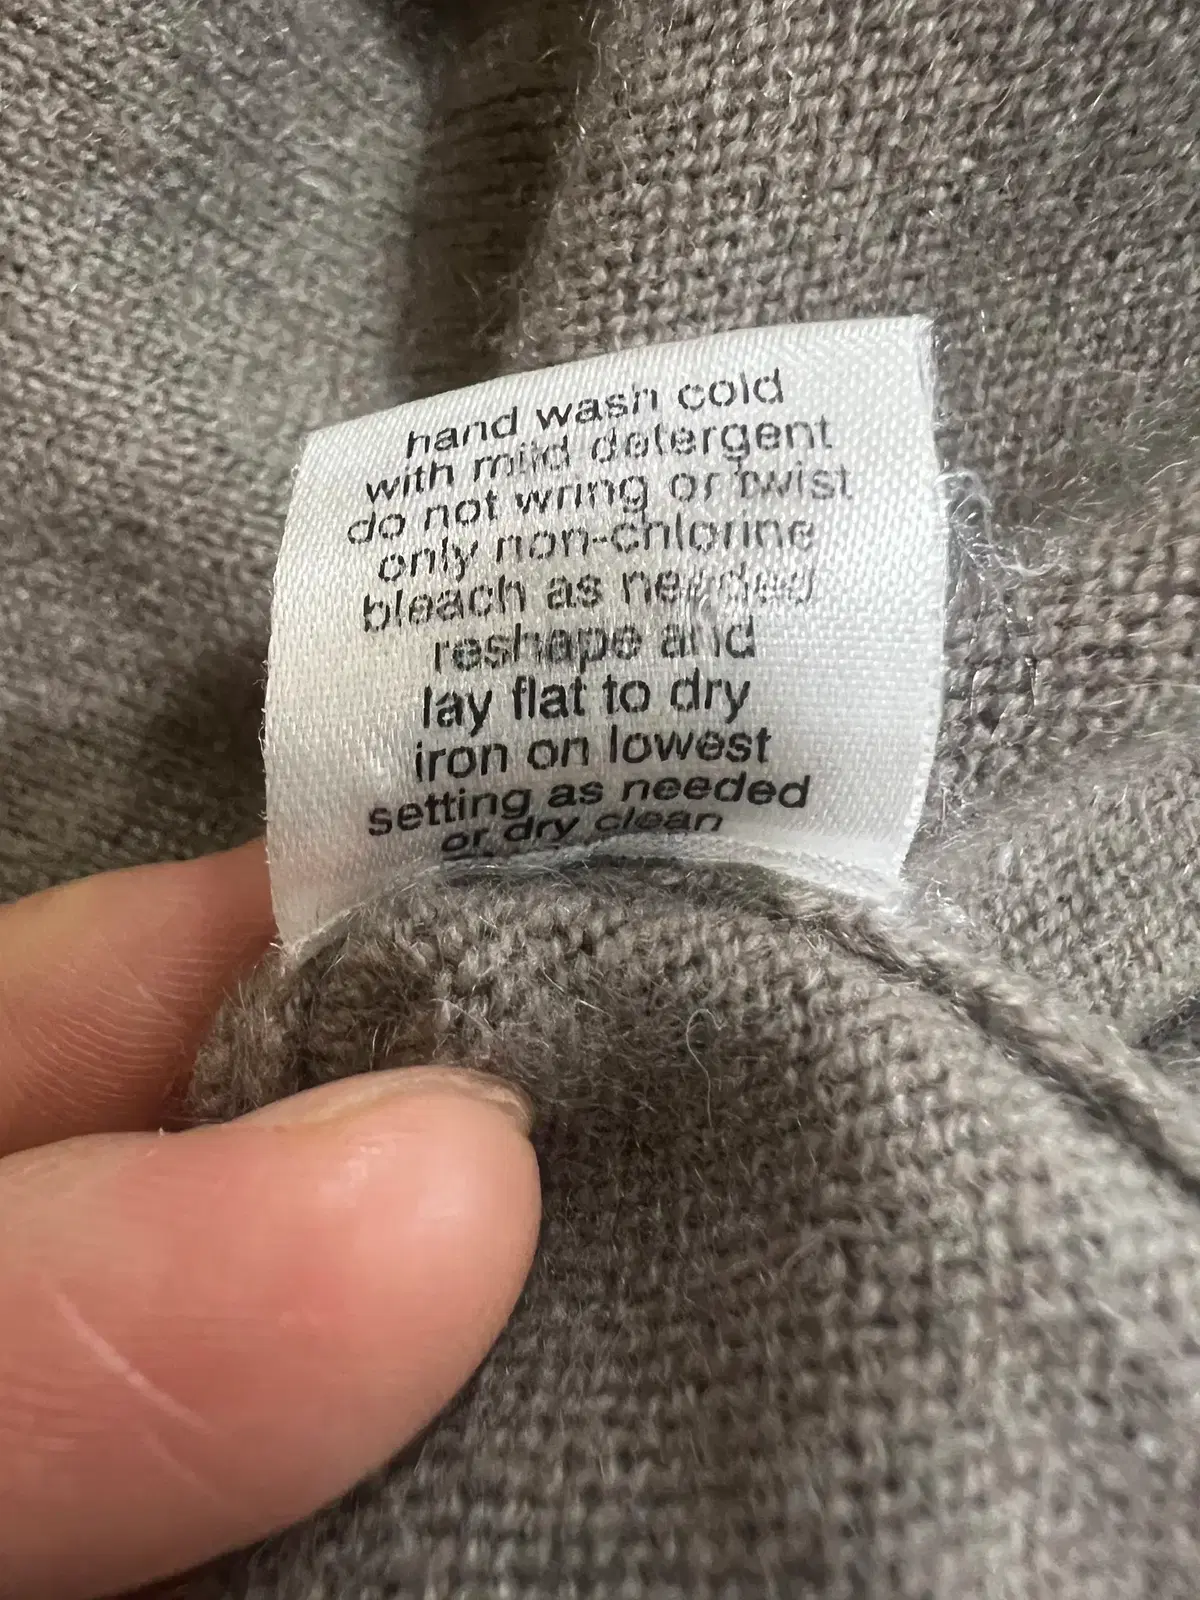 hand wash cold
with mild detergent
do not wring or twist
only non-chlorine
bleach as needed
reshape and
lay flat to dry
iron on lowest
setting as needed
or dry clean